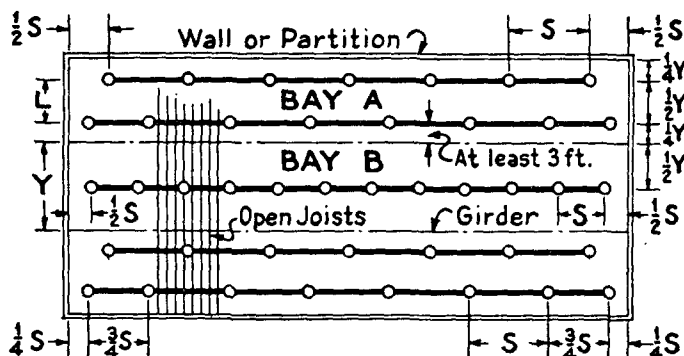 ½S
Wall or Partition
S
½S
¼Y
L
BAY A
½Y
¼Y
At least 3 ft.
Y
BAY B
½Y
½S
Open Joists
Girder
S
½S
¼S
¾S
S
¾S
¼S